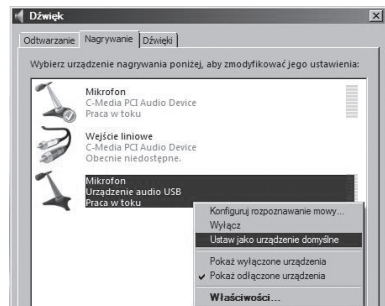 Dźwięk
Odtwarzanie Nagrywanie Dźwięki
Wybierz urządzenie nagrywania poniżej, aby zmodyfikować jego ustawienia:
Mikrofon
C-Media PCI Audio Device
Praca w toku
Wejście liniowe
C-Media PCI Audio Device
Obecnie niedostępne.
Mikrofon
Urządzenie audio USB
Praca w toku
Konfiguruj rozpoznawanie mowy...
Wyłącz
Ustaw jako urządzenie domyślne
Pokaż wyłączone urządzenia
Pokaż odłączone urządzenia
Właściwości...